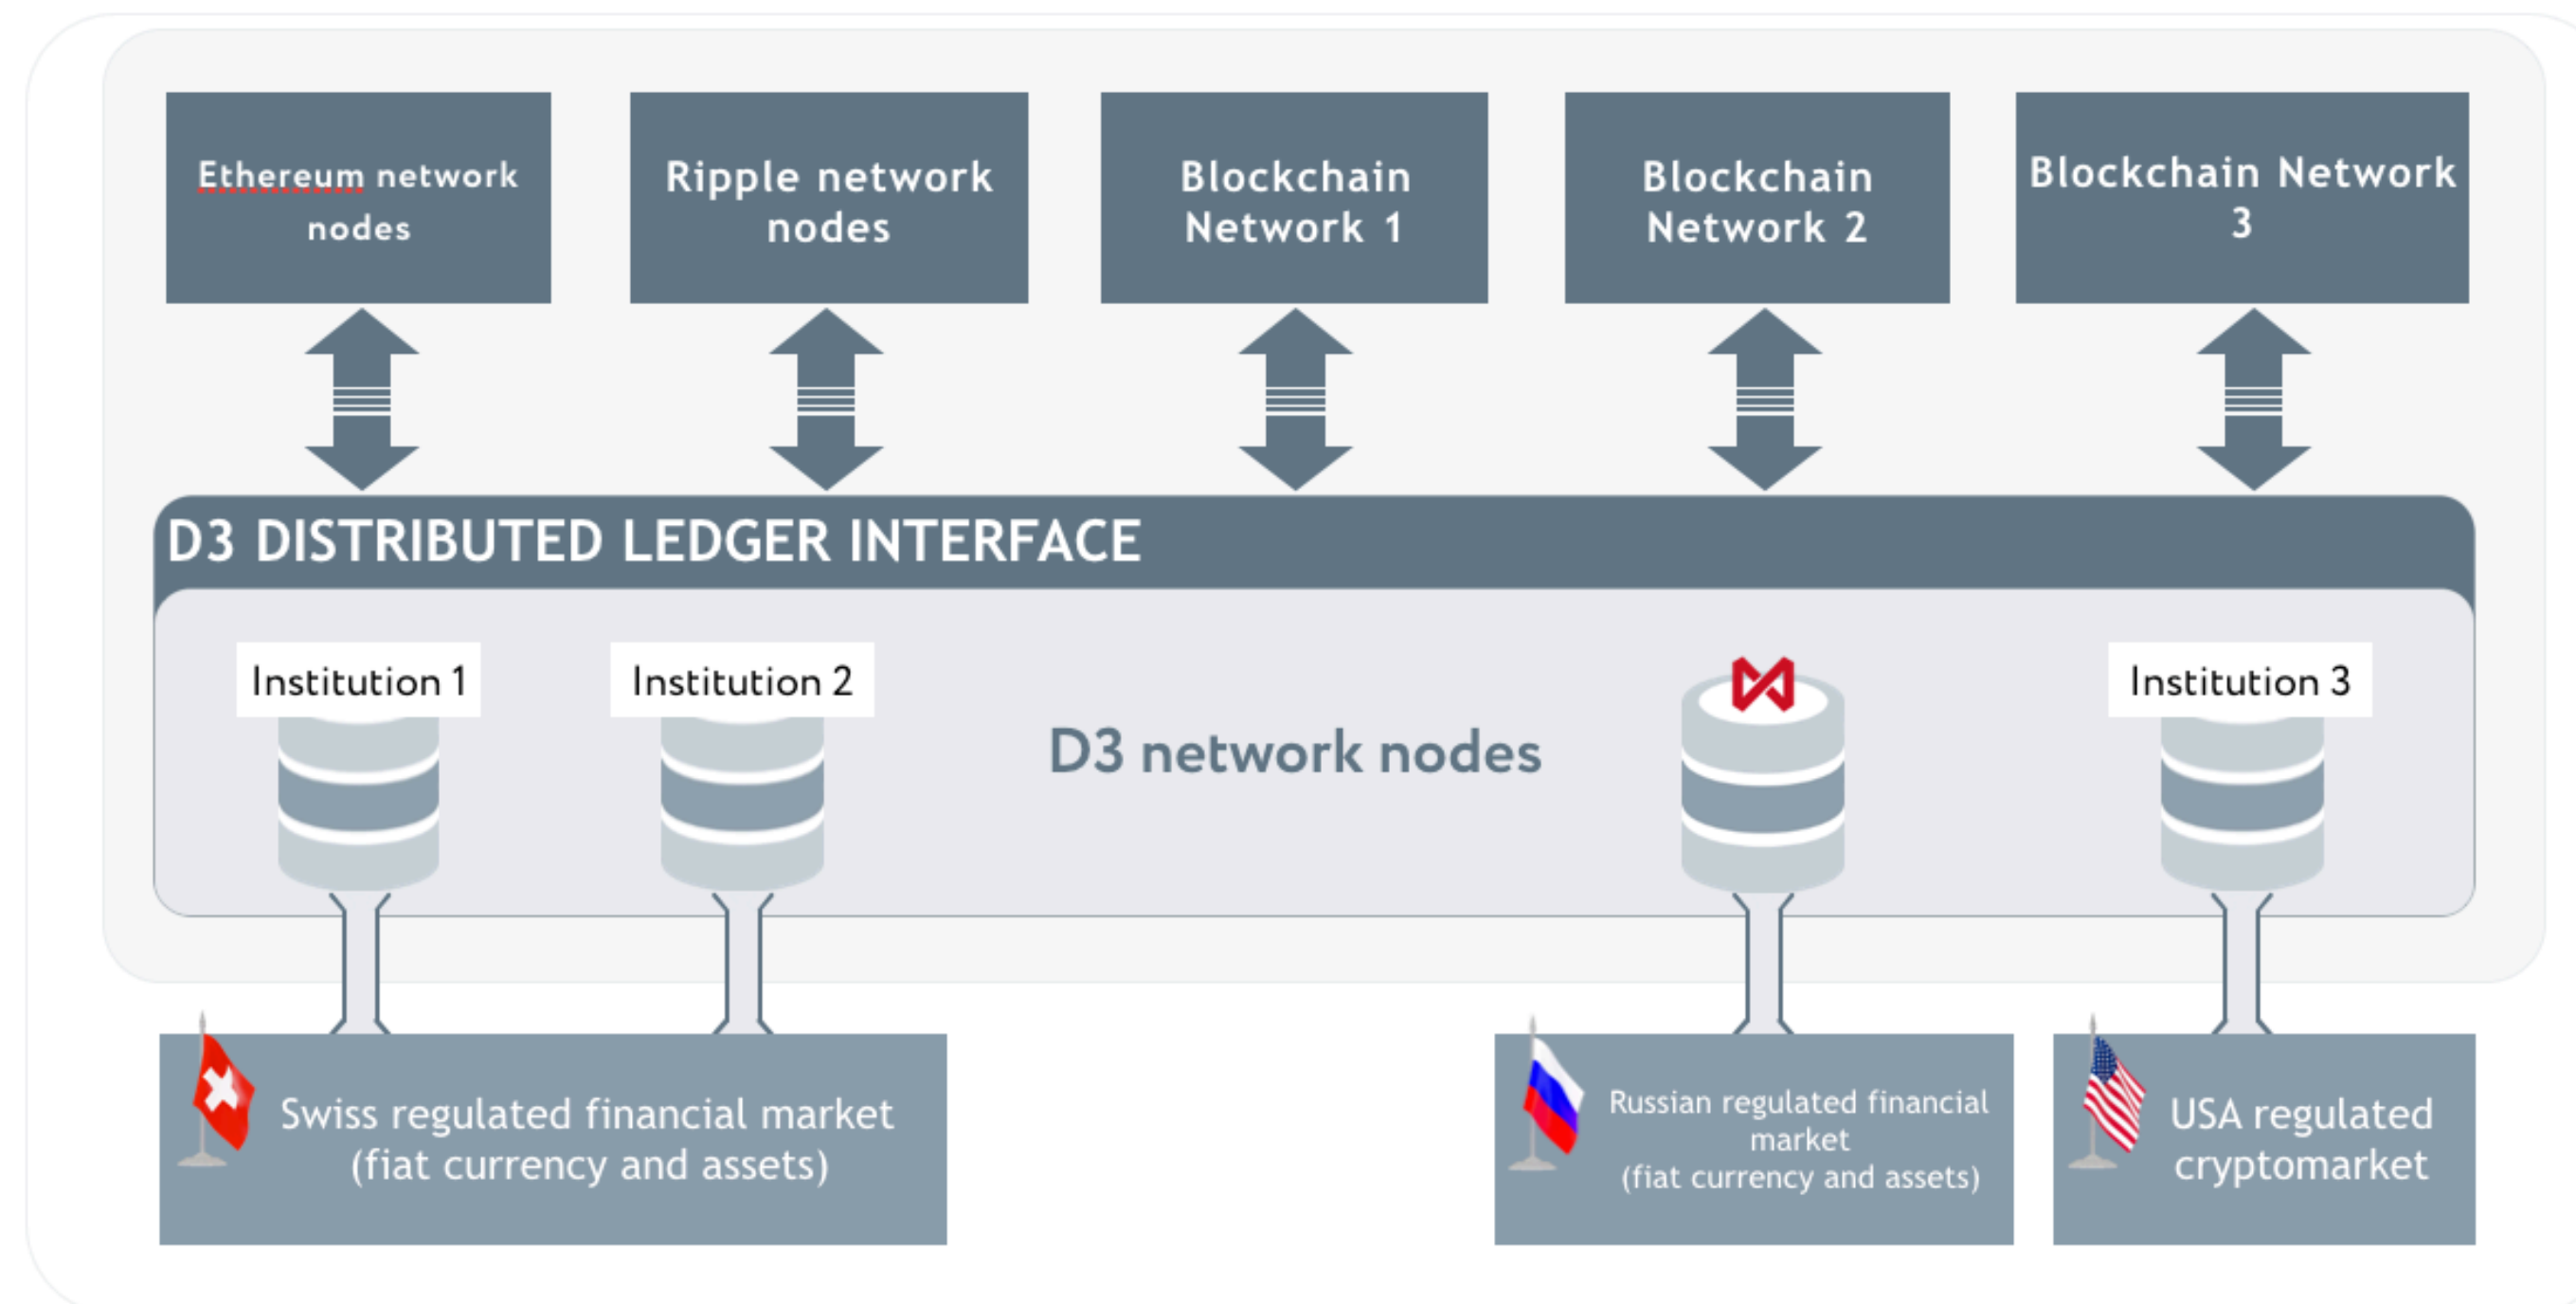 Ethereum network
nodes
Ripple network
nodes
Blockchain
Network 1
Blockchain
Network 2
Blockchain Network
3
D3 DISTRIBUTED LEDGER INTERFACE
Institution 1
Institution 2
D3 network nodes
Institution 3
Swiss regulated financial market
(fiat currency and assets)
Russian regulated financial
market
(fiat currency and assets)
USA regulated
cryptomarket